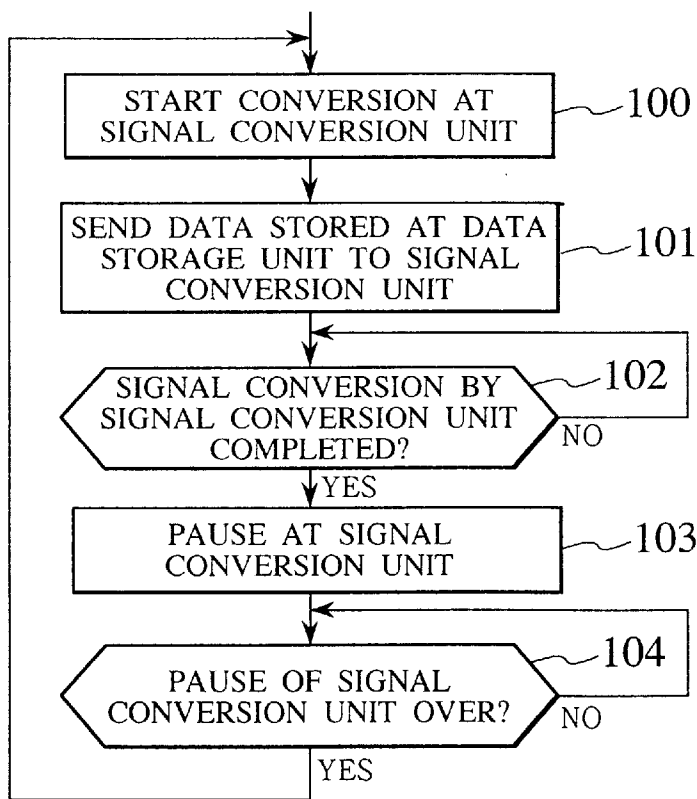 START CONVERSION AT
SIGNAL CONVERSION UNIT
100
SEND DATA STORED AT DATA
STORAGE UNIT TO SIGNAL
CONVERSION UNIT
101
SIGNAL CONVERSION BY
SIGNAL CONVERSION UNIT
COMPLETED?
102
NO
YES
PAUSE AT SIGNAL
CONVERSION UNIT
103
PAUSE OF SIGNAL
CONVERSION UNIT OVER?
104
NO
YES